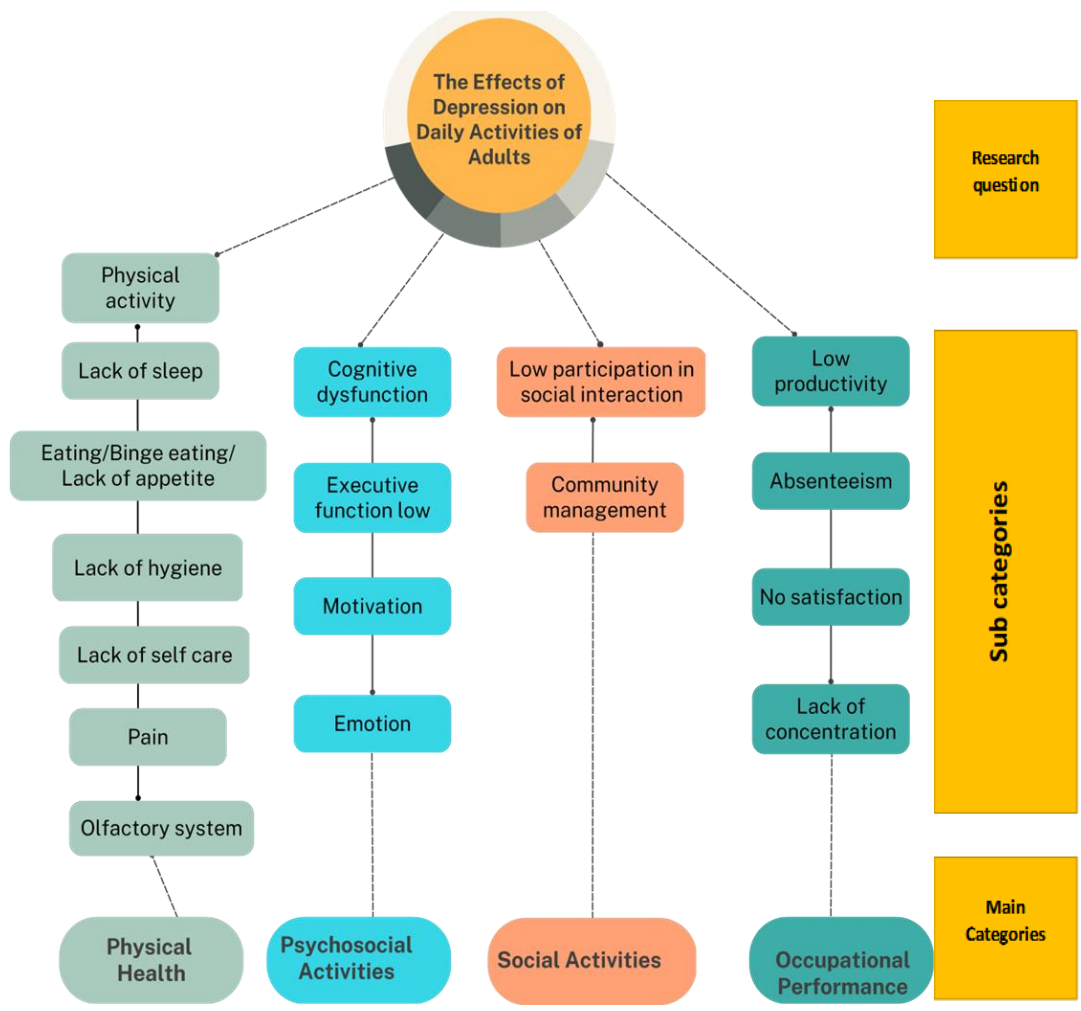 The Effects of
Depression on
Daily Activities of
Adults
Research
question
Physical
activity
Lack of sleep
Eating/Binge eating/
Lack of appetite
Lack of hygiene
Lack of self care
Pain
Olfactory system
Cognitive
dysfunction
Executive
function low
Motivation
Emotion
Low participation in
social interaction
Community
management
Low
productivity
Absenteeism
No satisfaction
Lack of
concentration
Sub categories
Physical
Health
Psychosocial
Activities
Social Activities
Occupational
Performance
Main
Categories